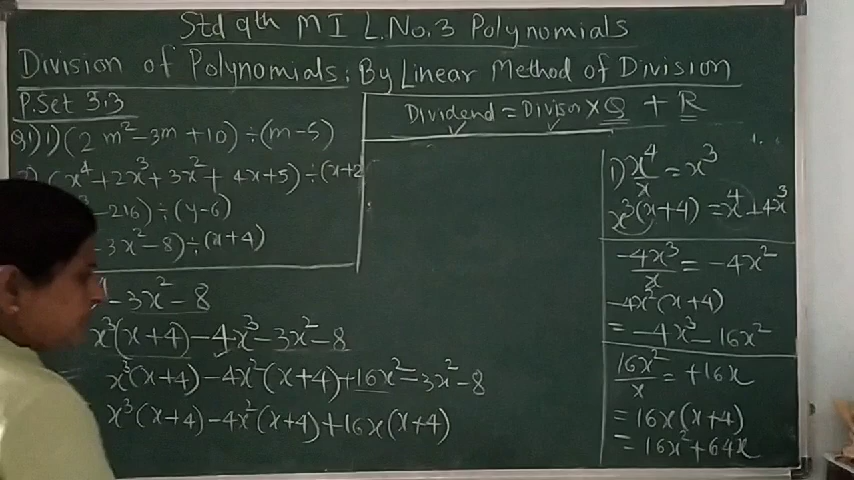 Std 9th M I L.No.3 Polynomials
Division of Polynomials: By Linear Method of Division
P.Set 3.3
Dividend = Divisor × Q + R
Q1) 1) (2m² - 3m + 10) ÷ (m - 5)
(x⁴ + 2x³ + 3x² + 4x + 5) ÷ (x + 2
- 216) ÷ (y - 6)
- 3x² - 8) ÷ (x + 4)
- 3x² - 8
x³(x + 4) - 4x³ - 3x² - 8
x³(x + 4) - 4x²(x + 4) + 16x² - 3x² - 8
x³(x + 4) - 4x²(x + 4) + 16x(x + 4)
1) x⁴/x = x³
x³(x + 4) = x⁴ + 4x³
-4x³/x = -4x²
-4x²(x + 4)
= -4x³ - 16x²
16x²/x = +16x
= 16x(x + 4)
= 16x² + 64x